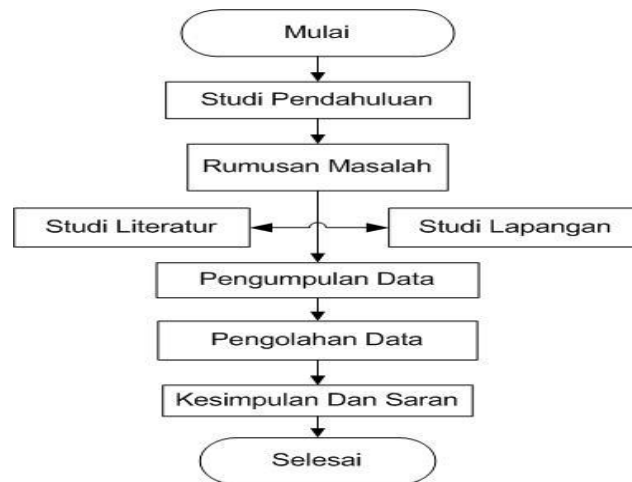 Mulai
Studi Pendahuluan
Rumusan Masalah
Studi Literatur
Studi Lapangan
Pengumpulan Data
Pengolahan Data
Kesimpulan Dan Saran
Selesai